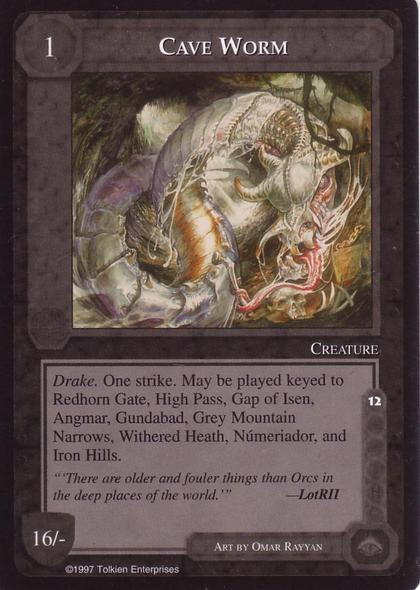 1
CAVE WORM
CREATURE
Drake. One strike. May be played keyed to
Redhorn Gate, High Pass, Gap of Isen,
Angmar, Gundabad, Grey Mountain
Narrows, Withered Heath, Númeriador, and
Iron Hills.
12
“‘There are older and fouler things than Orcs in
the deep places of the world.’” —LotRII
16/-
ART BY OMAR RAYYAN
©1997 Tolkien Enterprises